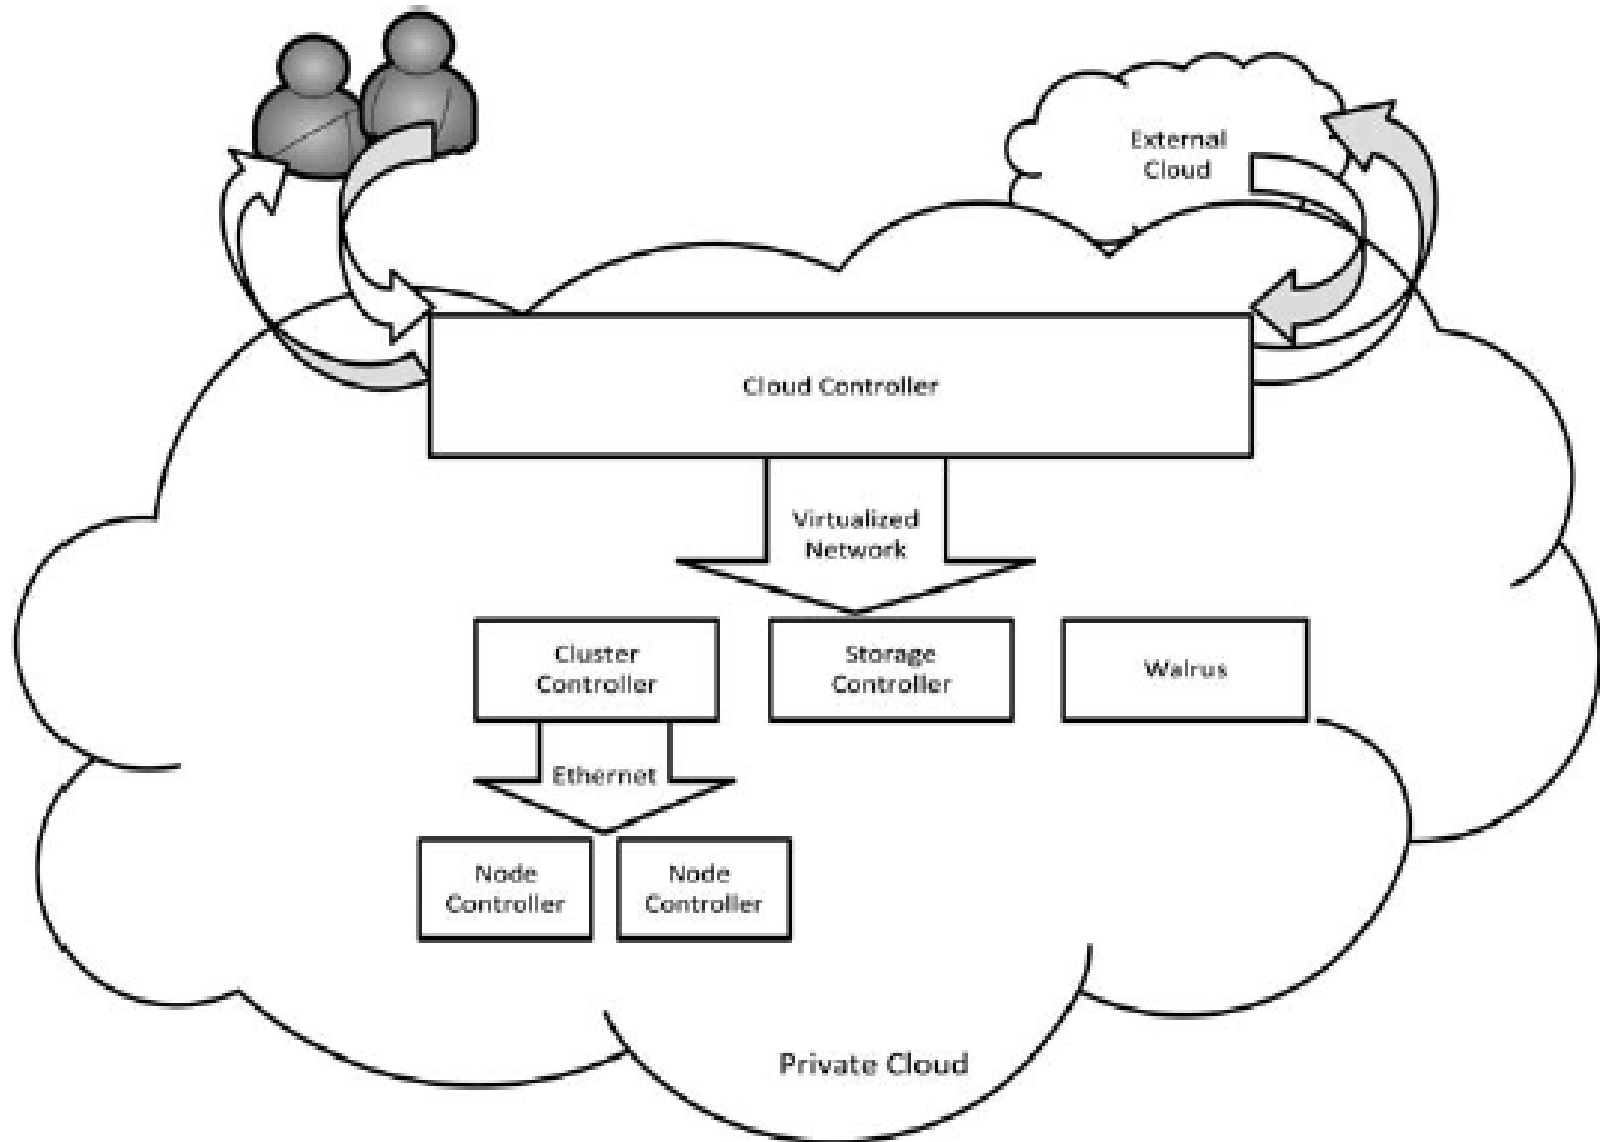 External
Cloud
Cloud Controller
Virtualized
Network
Cluster
Controller
Storage
Controller
Walrus
Ethernet
Node
Controller
Node
Controller
Private Cloud